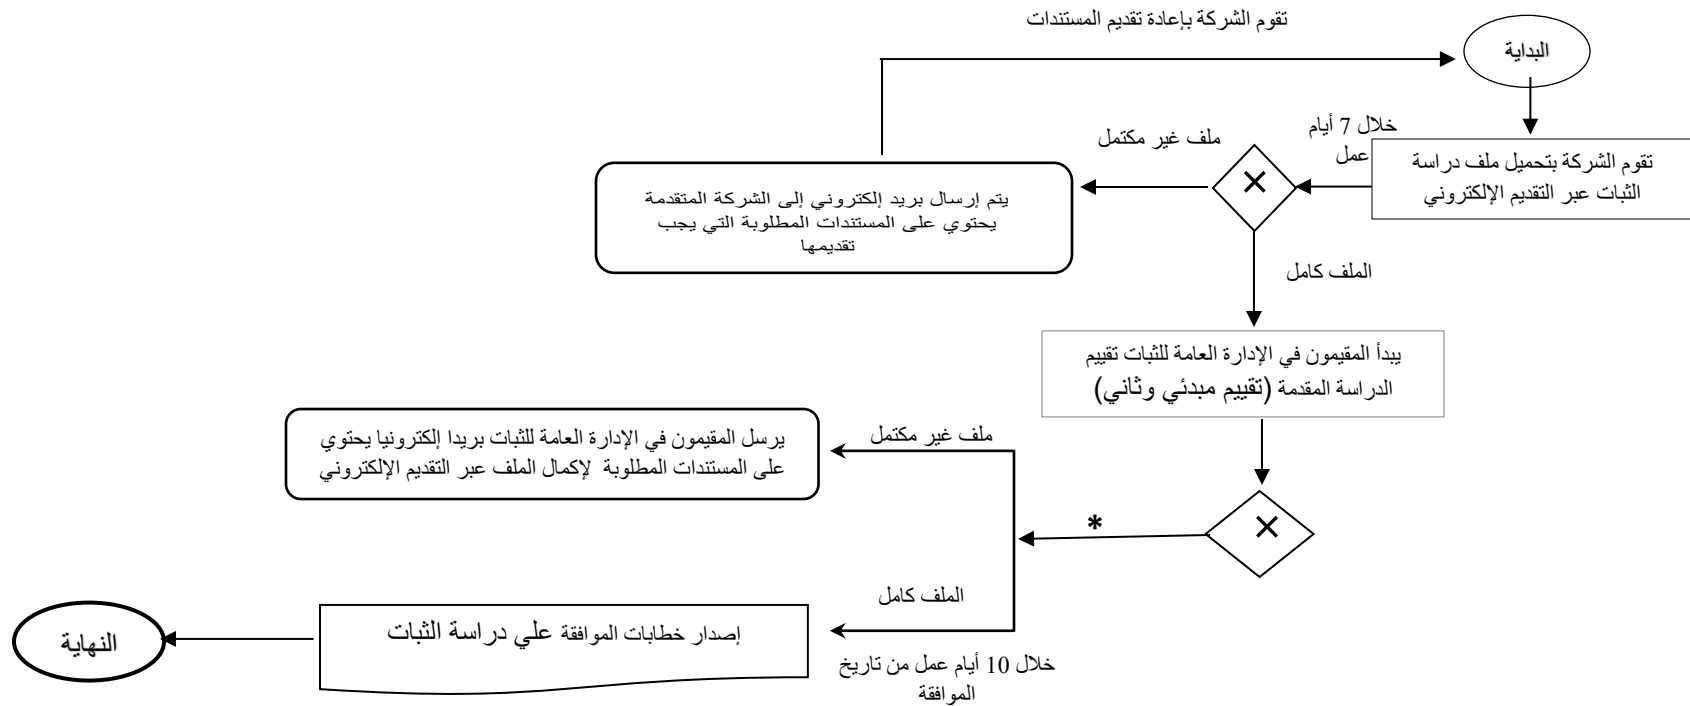 تقوم الشركة بإعادة تقديم المستندات
البداية
خلال 7 أيام
عمل
تقوم الشركة بتحميل ملف دراسة
الثبات عبر التقديم الإلكتروني
ملف غير مكتمل
يتم إرسال بريد إلكتروني إلى الشركة المتقدمة
يحتوي على المستندات المطلوبة التي يجب
تقديمها
الملف كامل
يبدأ المقيمون في الإدارة العامة للثبات تقييم
الدراسة المقدمة (تقييم مبدئي وثاني)
ملف غير مكتمل
يرسل المقيمون في الإدارة العامة للثبات بريدا إلكترونيا يحتوي
على المستندات المطلوبة لإكمال الملف عبر التقديم الإلكتروني
*
الملف كامل
إصدار خطابات الموافقة علي دراسة الثبات
خلال 10 أيام عمل من تاريخ
الموافقة
النهاية